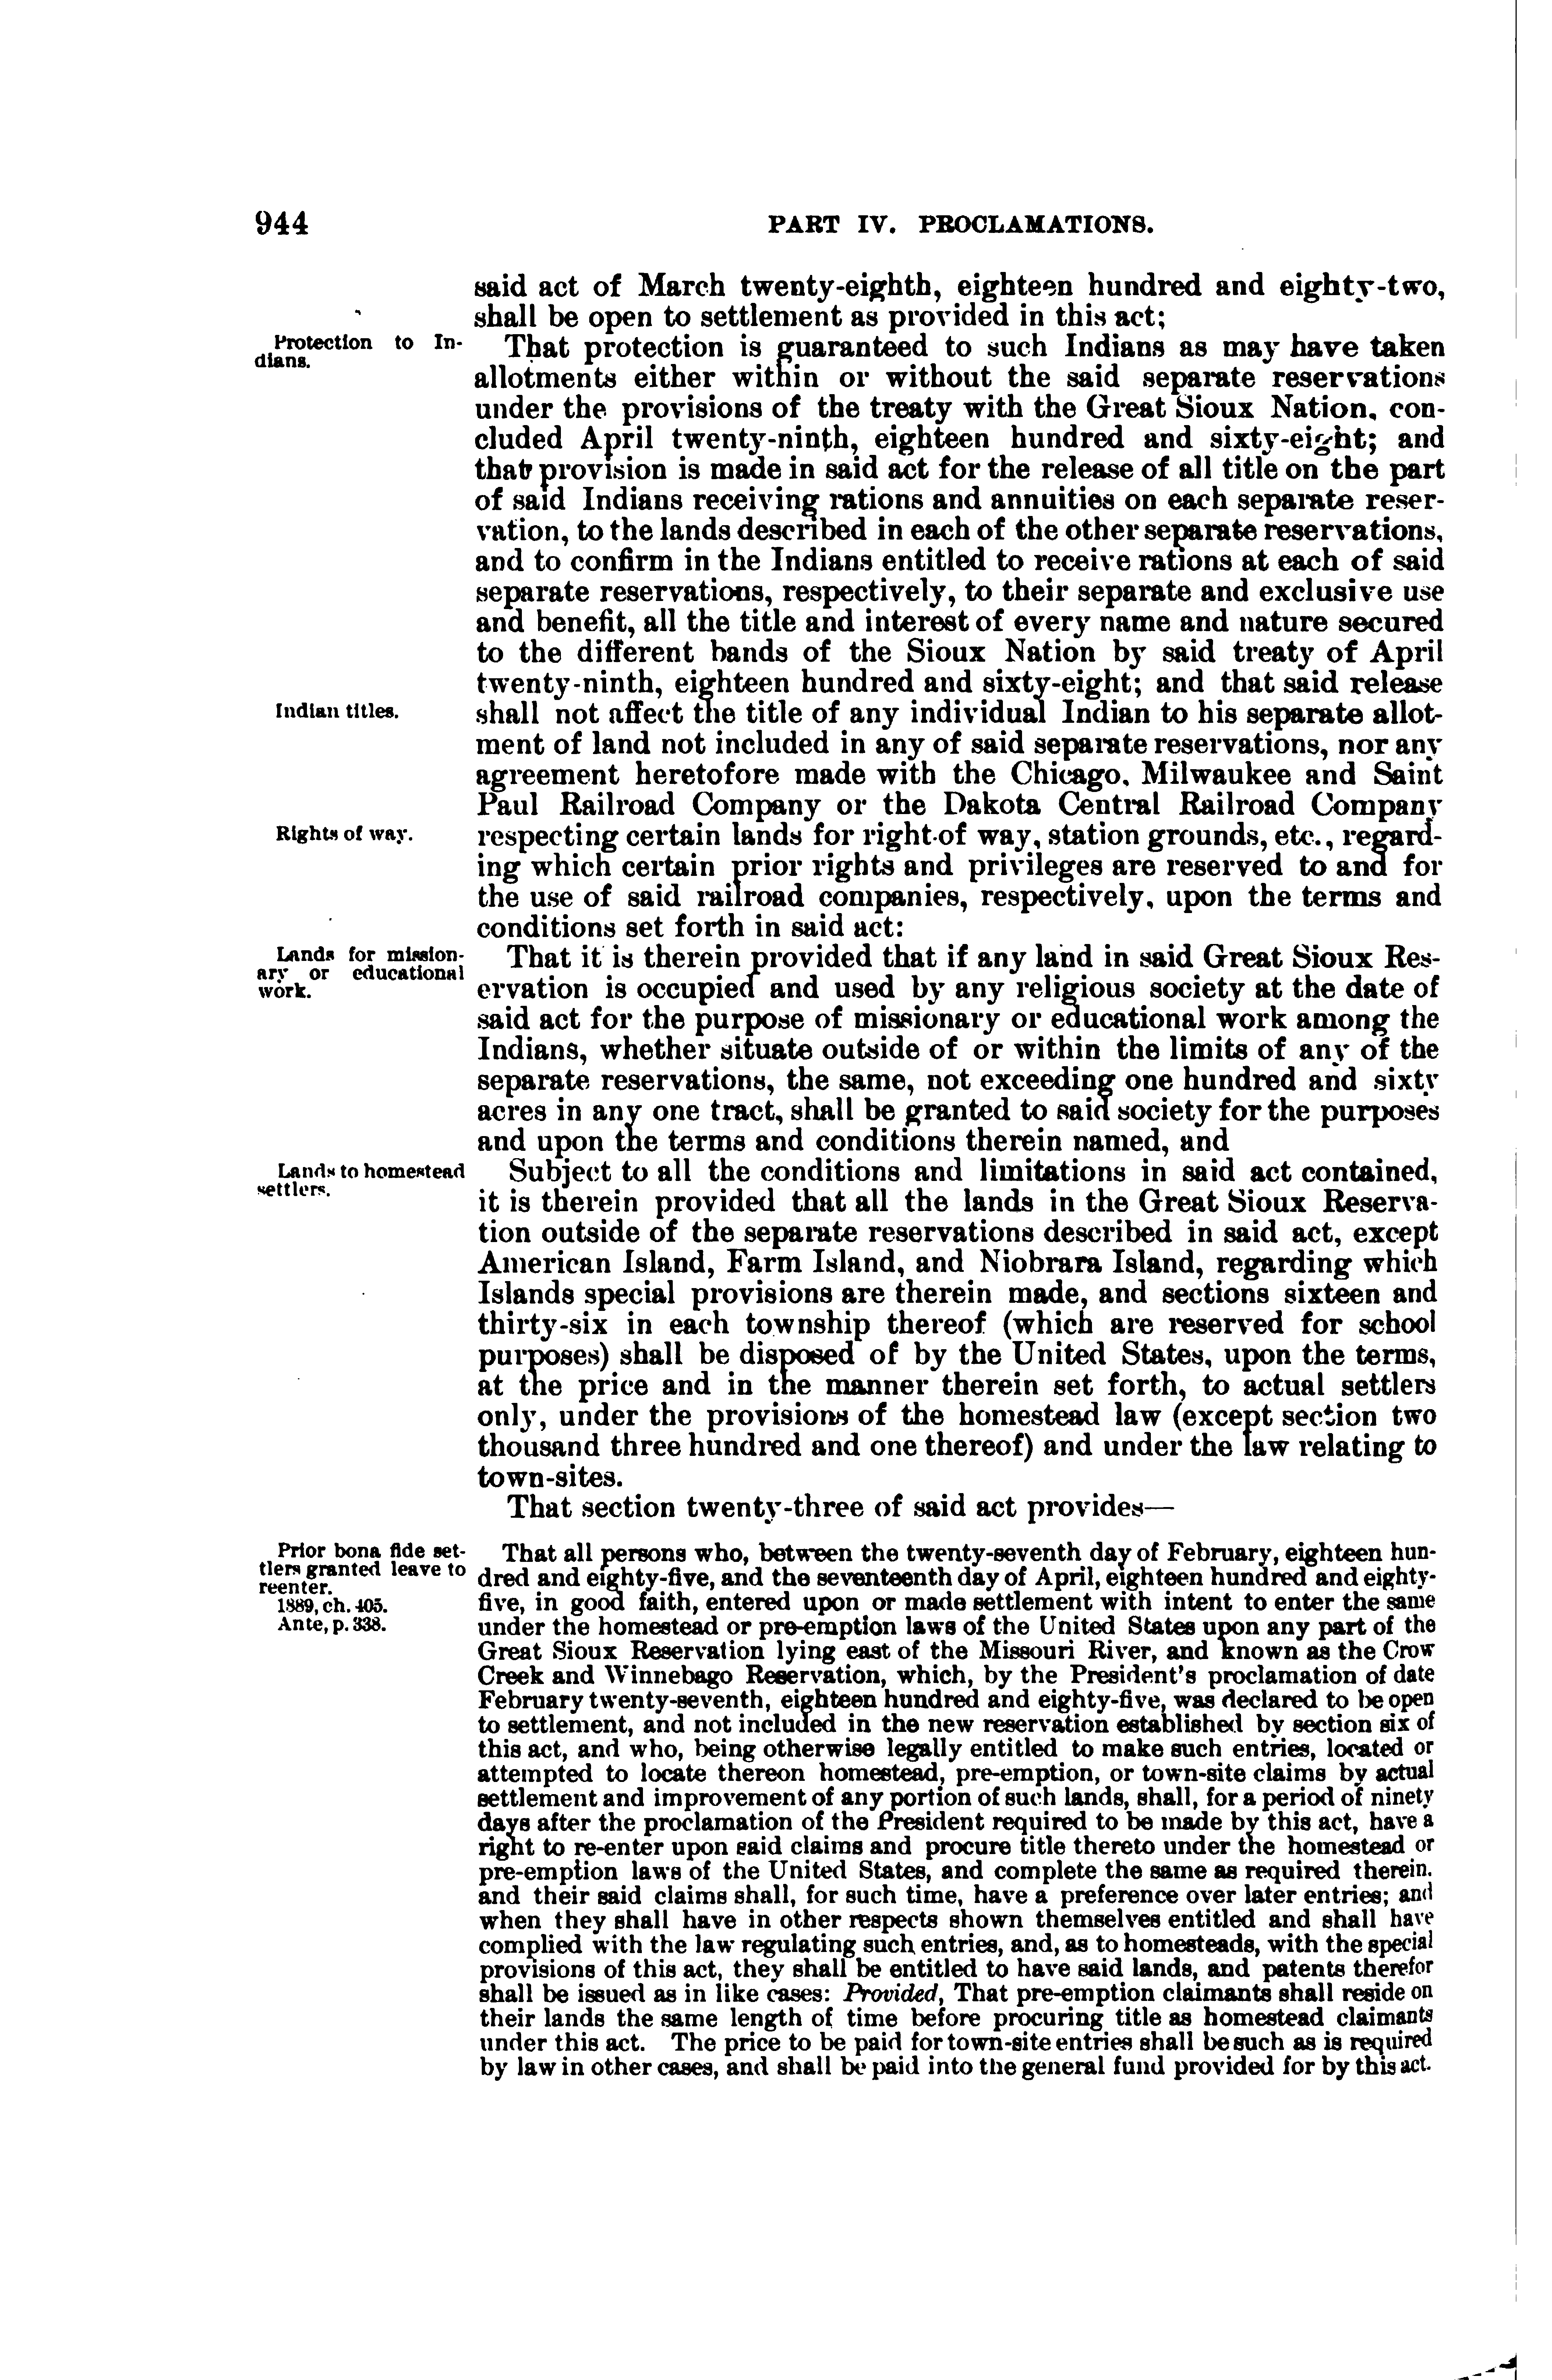 944
PART IV. PROCLAMATIONS.
said act of March twenty-eighth, eighteen hundred and eighty-two,
shall be open to settlement as provided in this act;
Protection to In-
dians.
That protection is guaranteed to such Indians as may have taken
allotments either within or without the said separate reservations
under the provisions of the treaty with the Great Sioux Nation, con-
cluded April twenty-ninth, eighteen hundred and sixty-eight; and
that provision is made in said act for the release of all title on the part
of said Indians receiving rations and annuities on each separate reser-
vation, to the lands described in each of the other separate reservations,
and to confirm in the Indians entitled to receive rations at each of said
separate reservations, respectively, to their separate and exclusive use
and benefit, all the title and interest of every name and nature secured
to the different bands of the Sioux Nation by said treaty of April
twenty-ninth, eighteen hundred and sixty-eight; and that said release
Indian titles.
shall not affect the title of any individual Indian to his separate allot-
ment of land not included in any of said separate reservations, nor any
agreement heretofore made with the Chicago, Milwaukee and Saint
Paul Railroad Company or the Dakota Central Railroad Company
Rights of way.
respecting certain lands for right of way, station grounds, etc., regard-
ing which certain prior rights and privileges are reserved to and for
the use of said railroad companies, respectively, upon the terms and
conditions set forth in said act:
Lands for mission-
ary or educational
work.
That it is therein provided that if any land in said Great Sioux Res-
ervation is occupied and used by any religious society at the date of
said act for the purpose of missionary or educational work among the
Indians, whether situate outside of or within the limits of any of the
separate reservations, the same, not exceeding one hundred and sixty
acres in any one tract, shall be granted to said society for the purposes
and upon the terms and conditions therein named, and
Lands to homestead
settlers.
Subject to all the conditions and limitations in said act contained,
it is therein provided that all the lands in the Great Sioux Reserva-
tion outside of the separate reservations described in said act, except
American Island, Farm Island, and Niobrara Island, regarding which
Islands special provisions are therein made, and sections sixteen and
thirty-six in each township thereof (which are reserved for school
purposes) shall be disposed of by the United States, upon the terms,
at the price and in the manner therein set forth, to actual settlers
only, under the provisions of the homestead law (except section two
thousand three hundred and one thereof) and under the law relating to
town-sites.
That section twenty-three of said act provides—
Prior bona fide set-
tlers granted leave to
reenter.
1889, ch. 405.
Ante, p. 338.
That all persons who, between the twenty-seventh day of February, eighteen hun-
dred and eighty-five, and the seventeenth day of April, eighteen hundred and eighty-
five, in good faith, entered upon or made settlement with intent to enter the same
under the homestead or pre-emption laws of the United States upon any part of the
Great Sioux Reservation lying east of the Missouri River, and known as the Crow
Creek and Winnebago Reservation, which, by the President's proclamation of date
February twenty-seventh, eighteen hundred and eighty-five, was declared to be open
to settlement, and not included in the new reservation established by section six of
this act, and who, being otherwise legally entitled to make such entries, located or
attempted to locate thereon homestead, pre-emption, or town-site claims by actual
settlement and improvement of any portion of such lands, shall, for a period of ninety
days after the proclamation of the President required to be made by this act, have a
right to re-enter upon said claims and procure title thereto under the homestead or
pre-emption laws of the United States, and complete the same as required therein,
and their said claims shall, for such time, have a preference over later entries; and
when they shall have in other respects shown themselves entitled and shall have
complied with the law regulating such entries, and, as to homesteads, with the special
provisions of this act, they shall be entitled to have said lands, and patents therefor
shall be issued as in like cases: Provided, That pre-emption claimants shall reside on
their lands the same length of time before procuring title as homestead claimants
under this act. The price to be paid for town-site entries shall be such as is required
by law in other cases, and shall be paid into the general fund provided for by this act.